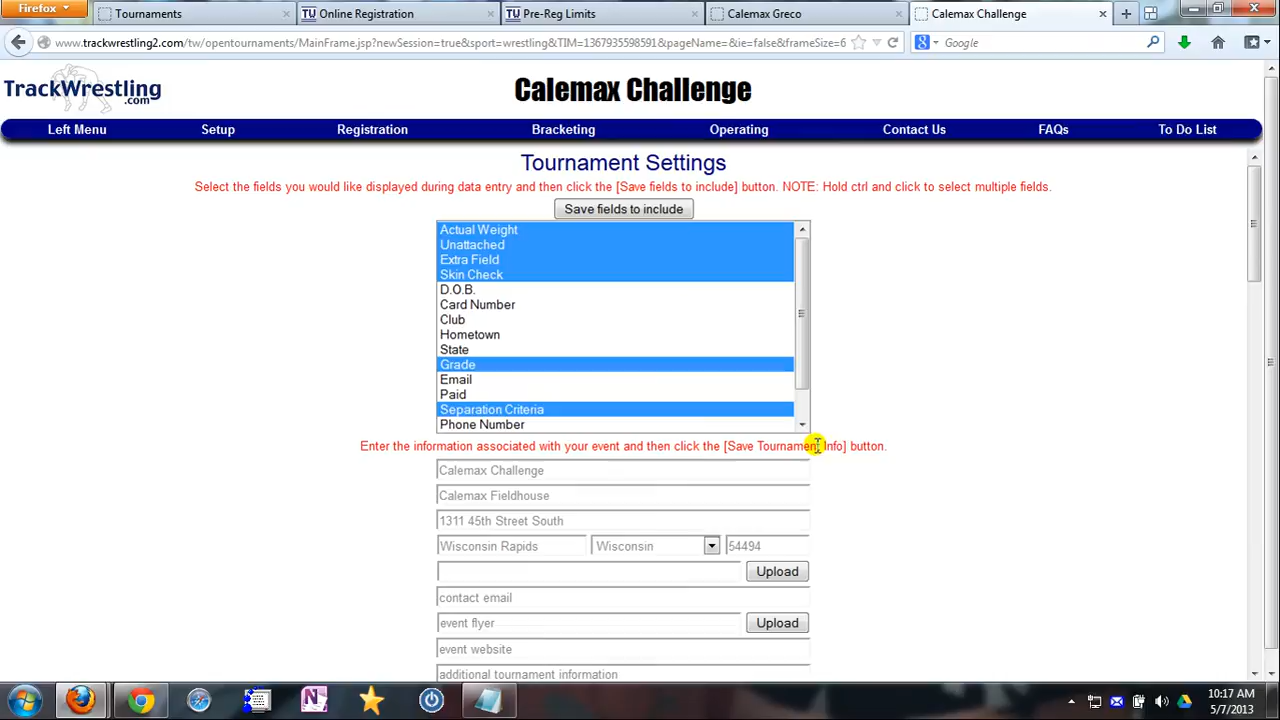 Firefox
Tournaments
TU Online Registration
TU Pre-Reg Limits
Calemax Greco
Calemax Challenge
www.trackwrestling2.com/tw/opentournaments/MainFrame.jsp?newSession=true&sport=wrestling&TIM=1367935598591&pageName=&ie=false&frameSize=6
Google
TrackWrestling
.com
Calemax Challenge
Left Menu Setup Registration Bracketing Operating Contact Us FAQs To Do List
Tournament Settings
Select the fields you would like displayed during data entry and then click the [Save fields to include] button. NOTE: Hold ctrl and click to select multiple fields.
Save fields to include
Actual Weight
Unattached
Extra Field
Skin Check
D.O.B.
Card Number
Club
Hometown
State
Grade
Email
Paid
Separation Criteria
Phone Number
Enter the information associated with your event and then click the [Save Tournament Info] button.
Calemax Challenge
Calemax Fieldhouse
1311 45th Street South
Wisconsin Rapids Wisconsin 54494
Upload
contact email
event flyer Upload
event website
additional tournament information
10:17 AM
5/7/2013